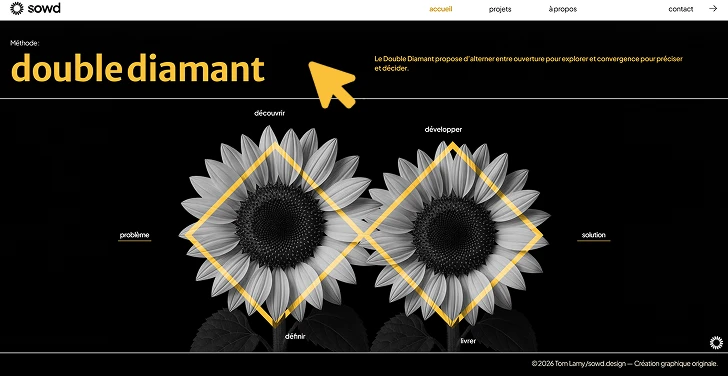 sowd
accueil
projets
à propos
contact
Méthode:
double diamant
Le Double Diamant propose d'alterner entre ouverture pour explorer et convergence pour préciser
et décider.
découvrir
développer
problème
solution
définir
livrer
© 2026 Tom Lamy/sowd.design — Création graphique originale.